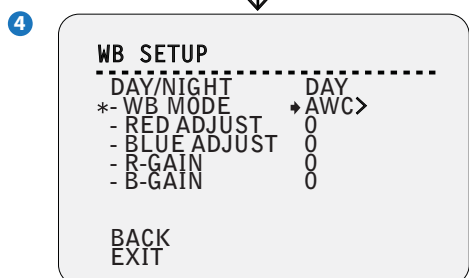 4
WB SETUP
DAY/NIGHT DAY
*- WB MODE ➧ AWC>
- RED ADJUST 0
- BLUE ADJUST 0
- R-GAIN 0
- B-GAIN 0
BACK
EXIT